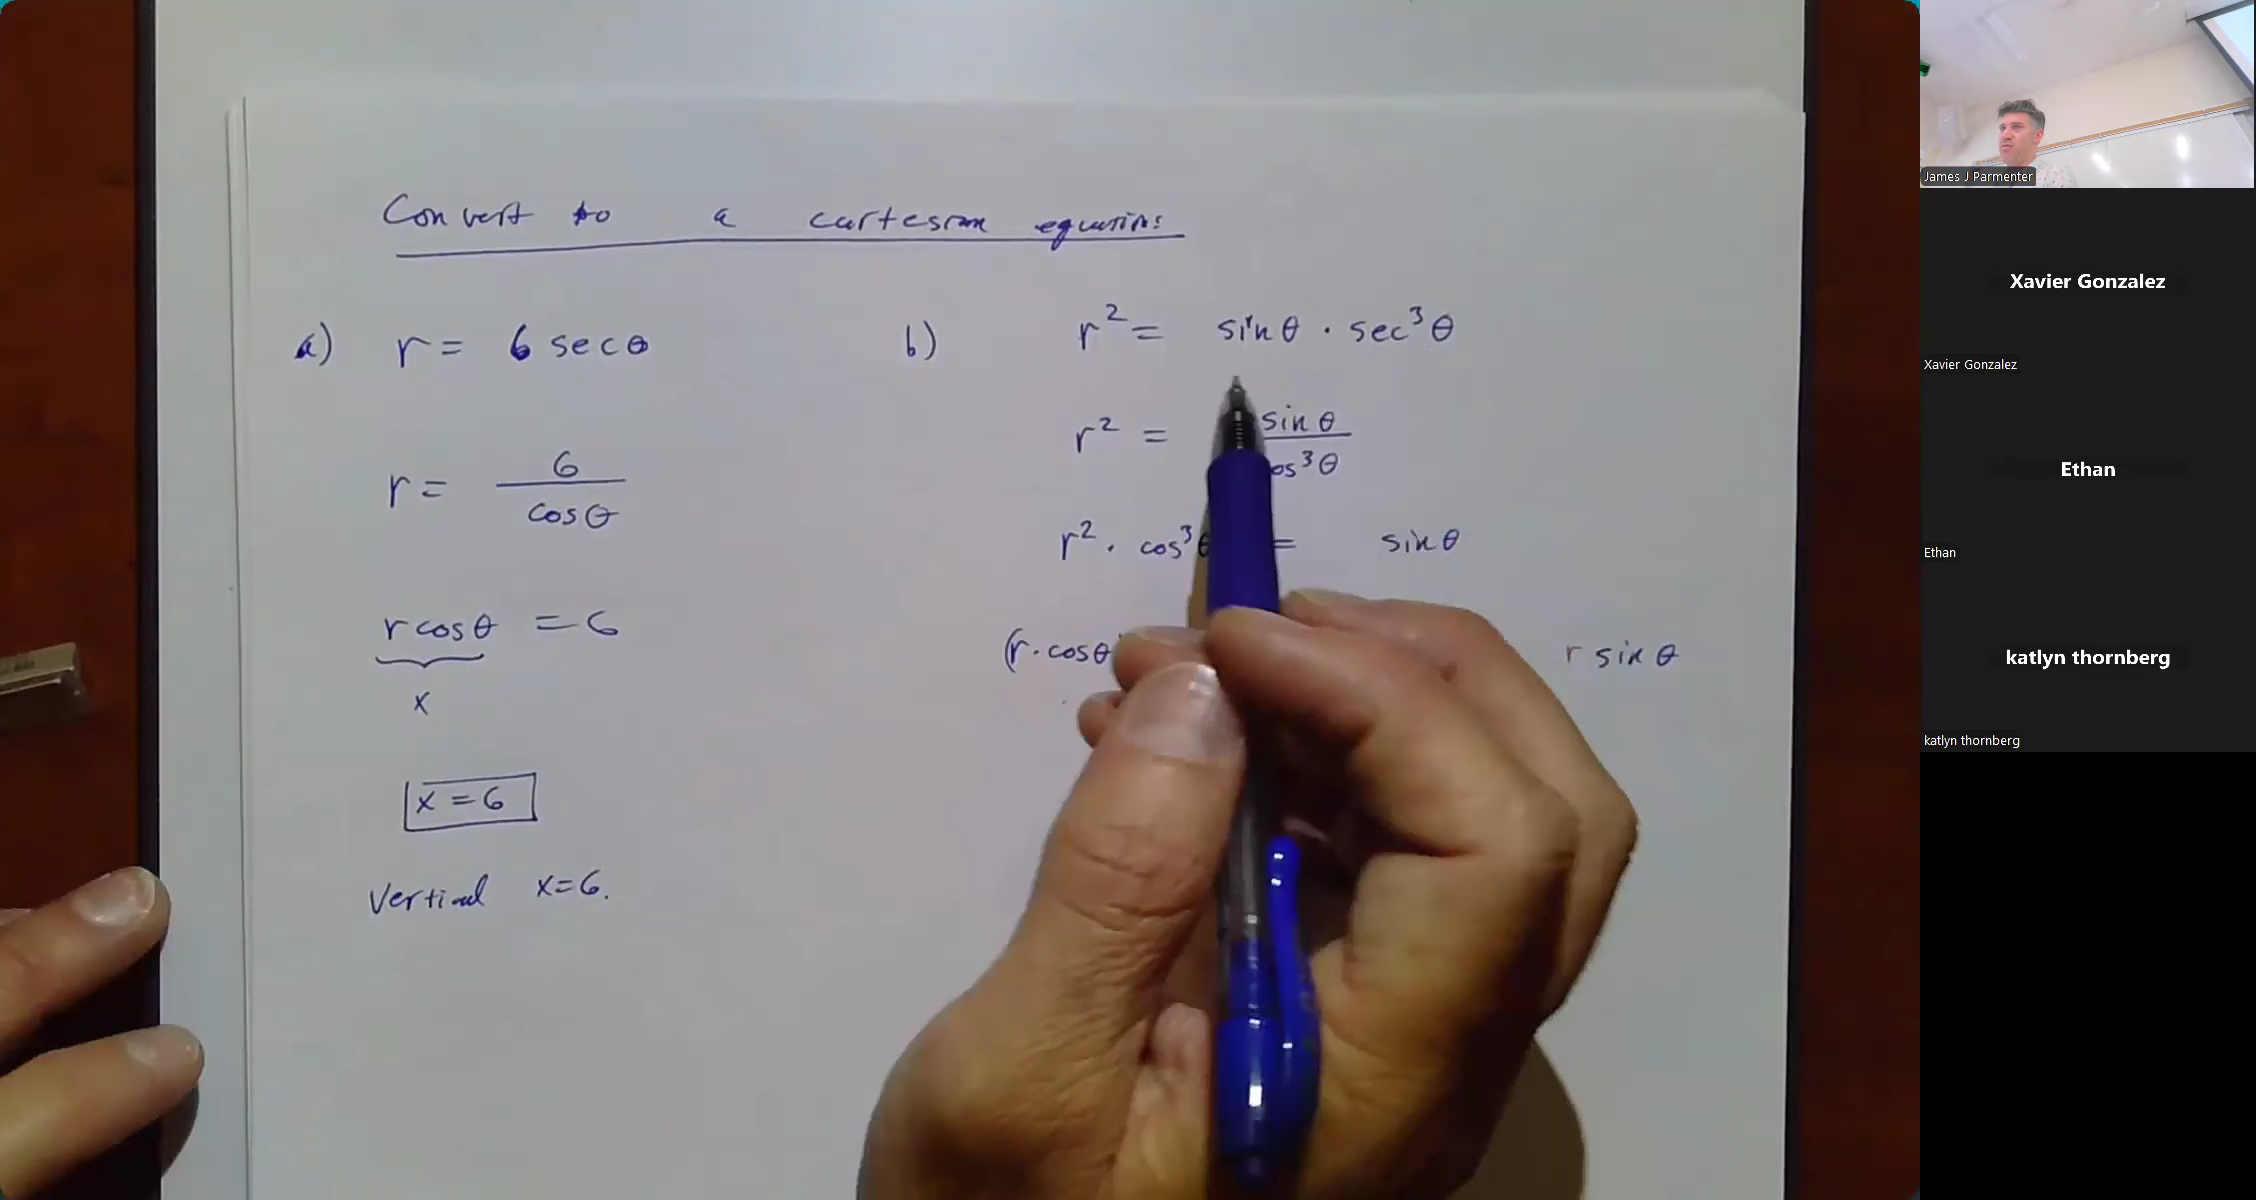 Convert to a cartesian equation:
a) r = 6 secθ
r = 6 / cosθ
r cosθ = 6
x
x = 6
Vertical x=6.
b) r² = sinθ · sec³θ
r² = sinθ / os³θ
r² · cos³θ = sinθ
(r·cosθ r sinθ
James J Parmenter
Xavier Gonzalez
Xavier Gonzalez
Ethan
Ethan
katlyn thornberg
katlyn thornberg